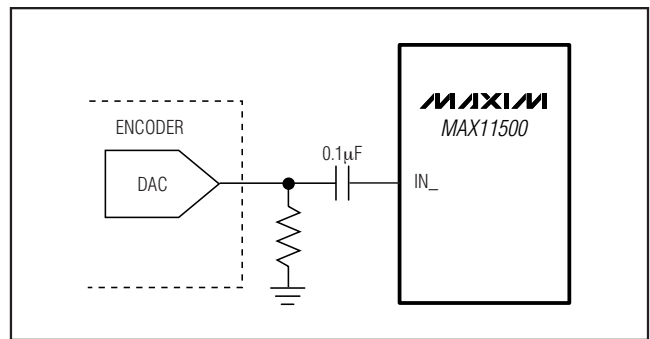 ENCODER
DAC
0.1μF
MAXIM
MAX11500
IN_